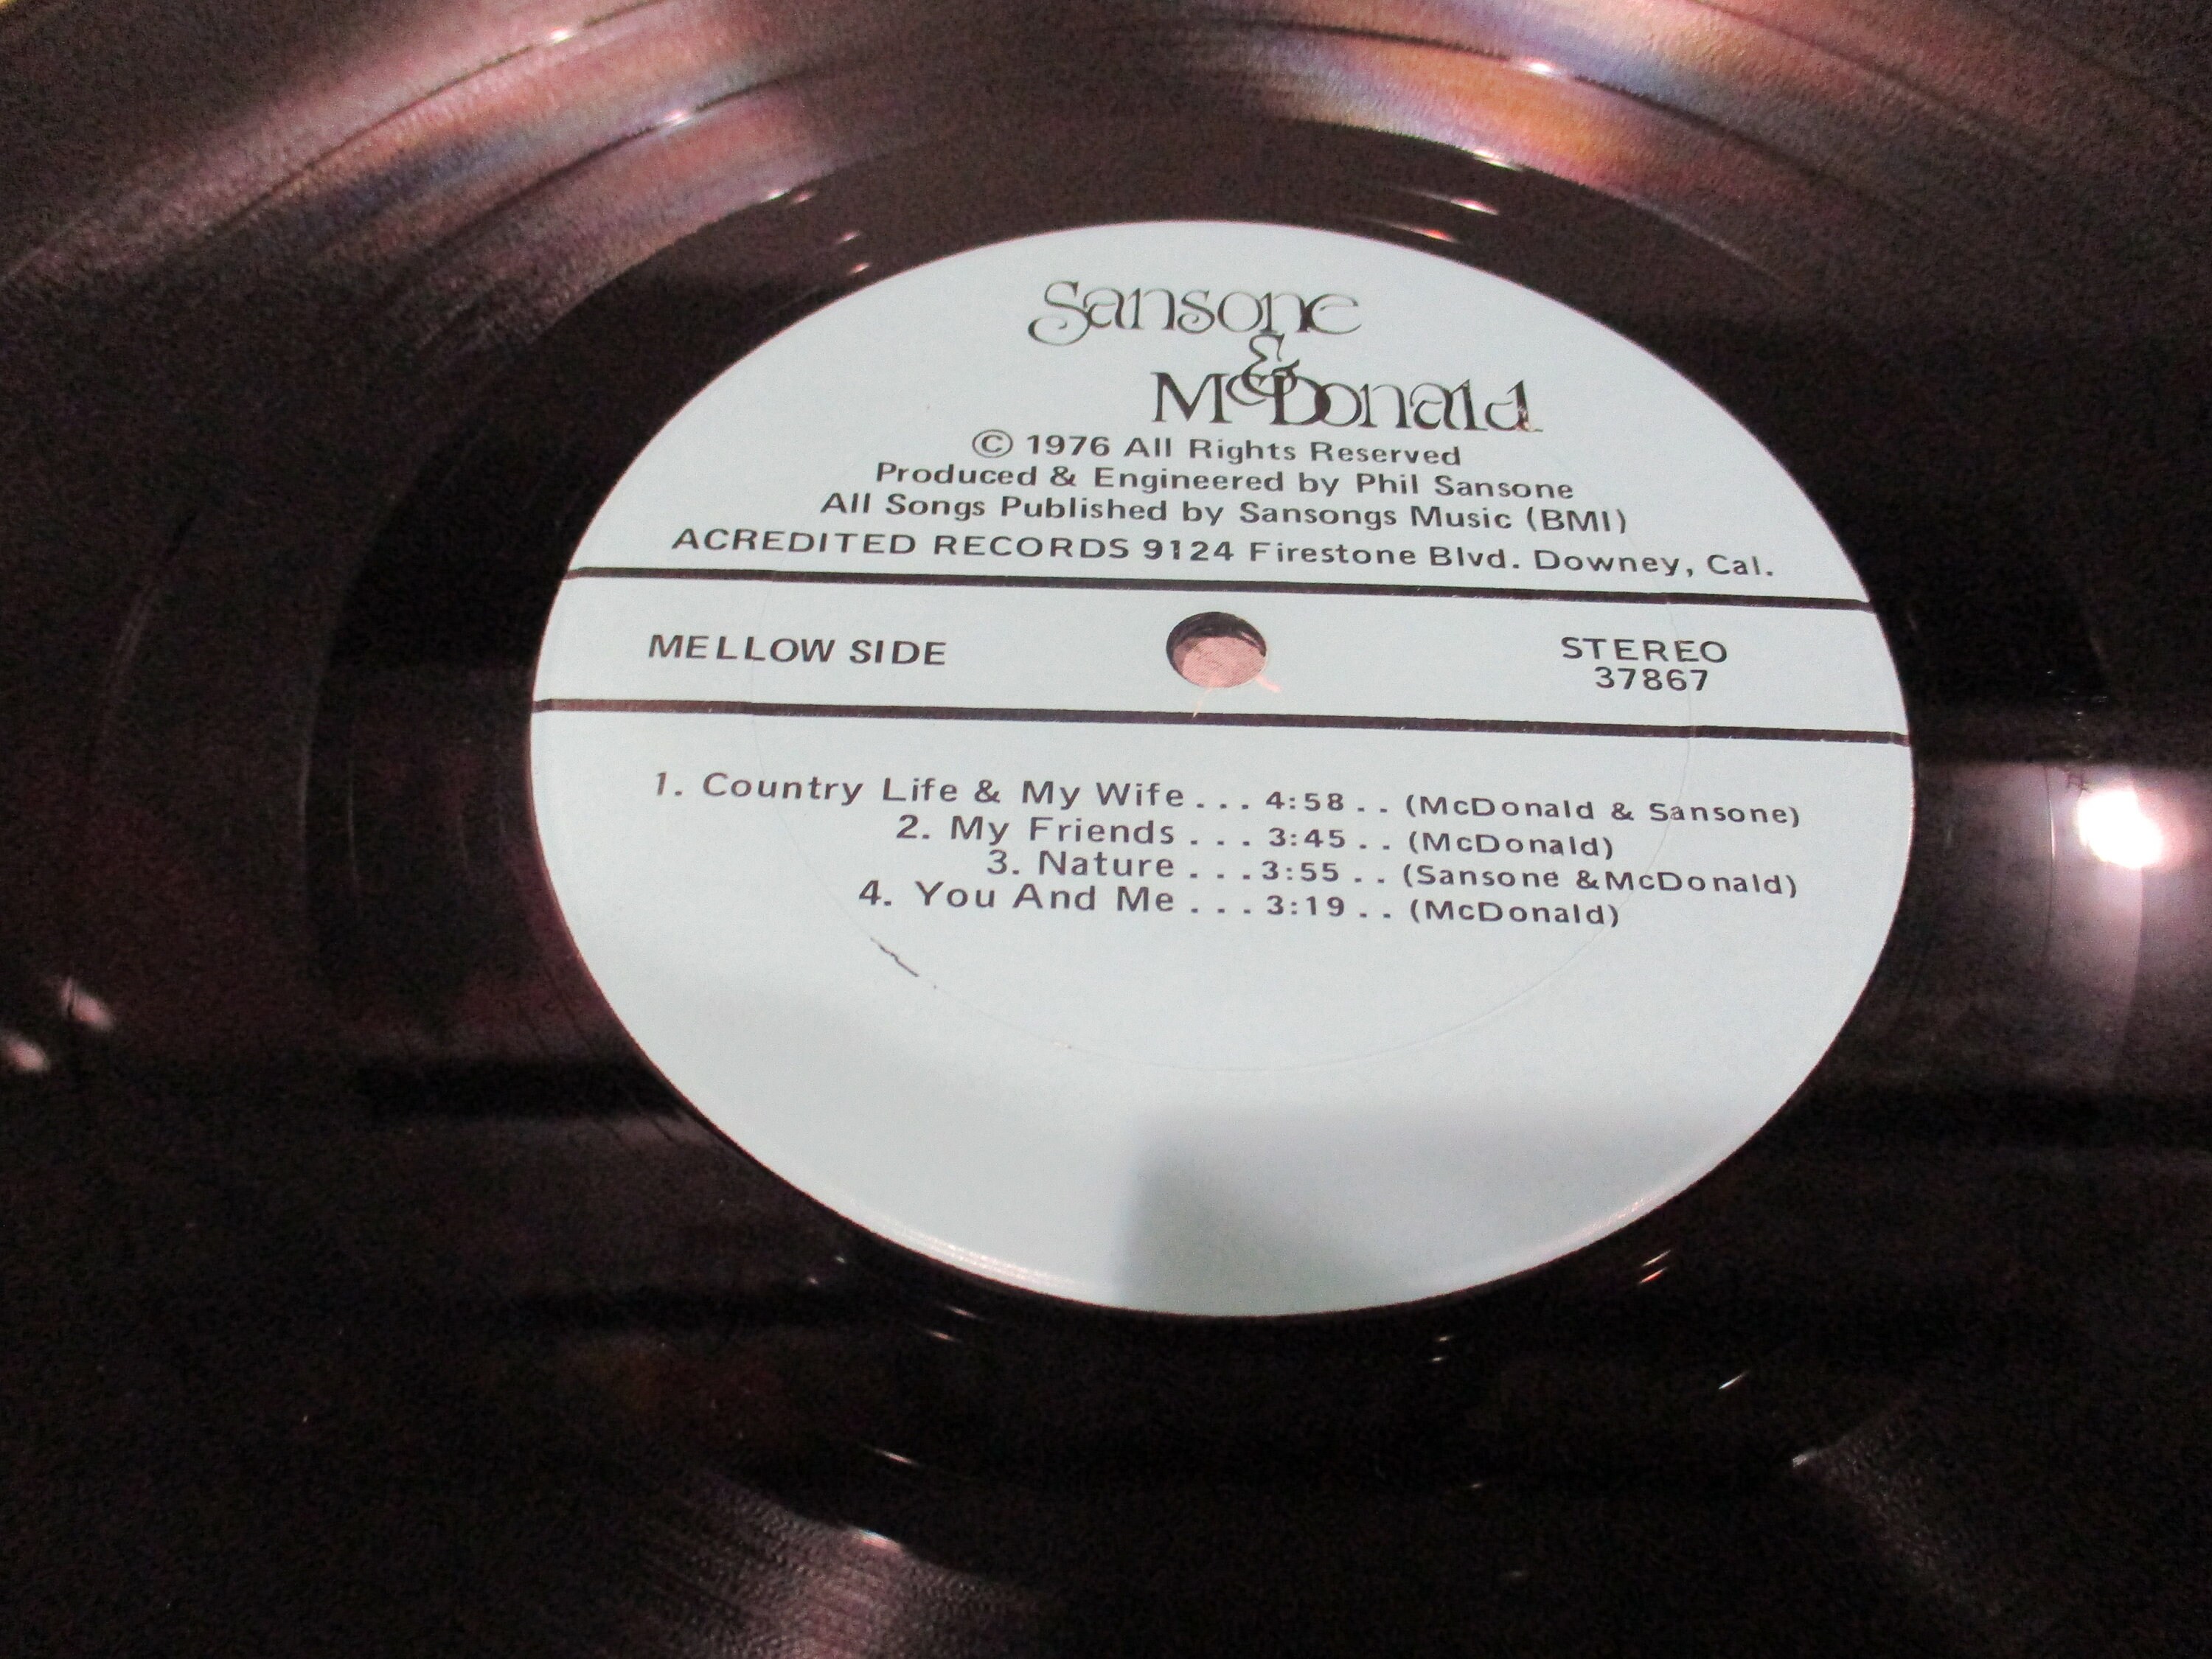 Sansone
&
McDonald
© 1976 All Rights Reserved
Produced & Engineered by Phil Sansone
All Songs Published by Sansongs Music (BMI)
ACREDITED RECORDS 9124 Firestone Blvd. Downey, Cal.
MELLOW SIDE
STEREO
37867
1. Country Life & My Wife... 4:58 .. (McDonald & Sansone)
2. My Friends ... 3:45 .. (McDonald)
3. Nature ... 3:55 .. (Sansone &McDonald)
4. You And Me ... 3:19 .. (McDonald)